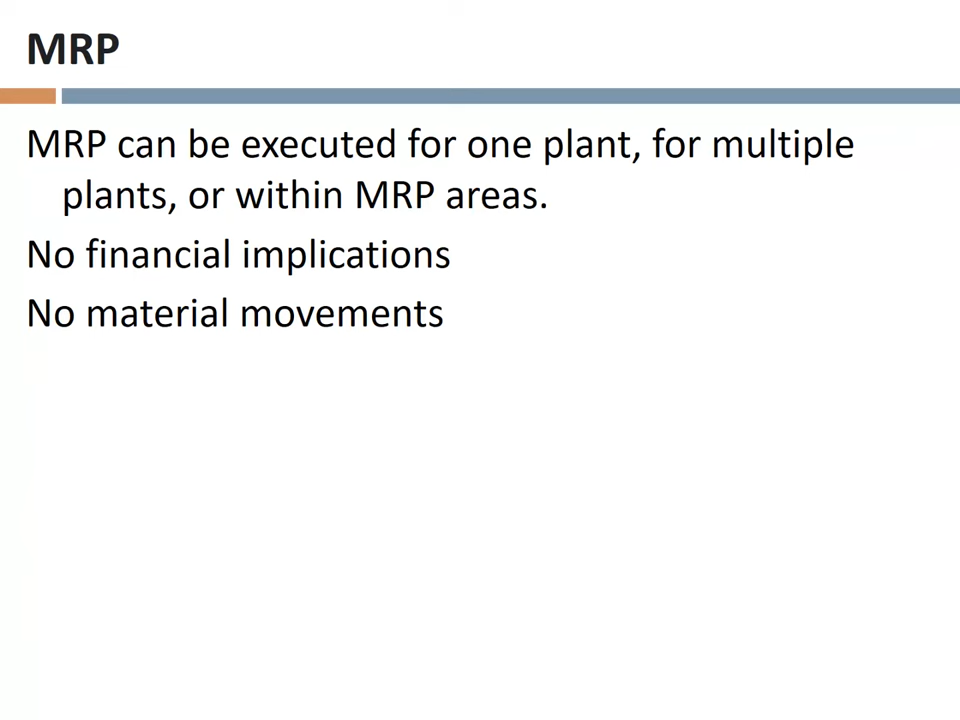 MRP
MRP can be executed for one plant, for multiple
plants, or within MRP areas.
No financial implications
No material movements